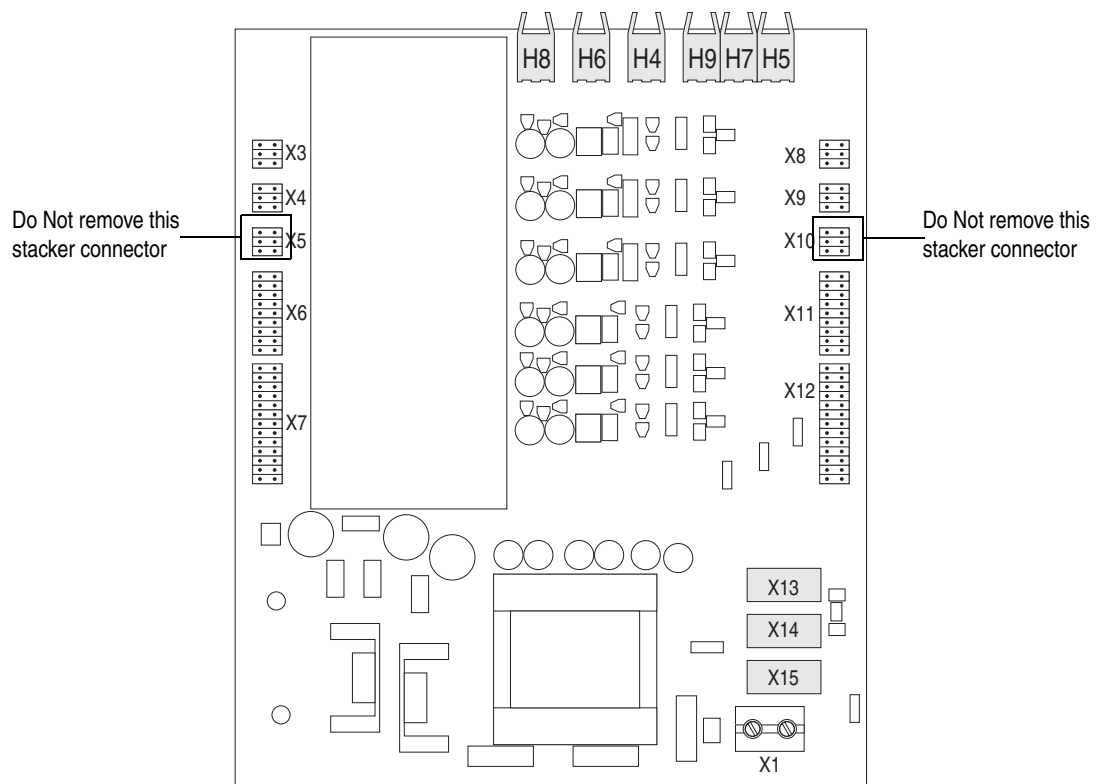 H8 H6 H4 H9 H7 H5
X3
X8
X4
X9
Do Not remove this
stacker connector
X5
X10
Do Not remove this
stacker connector
X6
X11
X7
X12
X13
X14
X15
X1